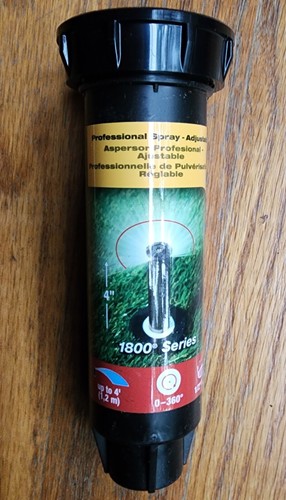 Professional Spray - Adjustable
Aspersor Profesional -
Ajustable
Professionnelle de Pulvéris
Réglable
4"
1800® Series
up to 4'
(1.2 m)
0-360°